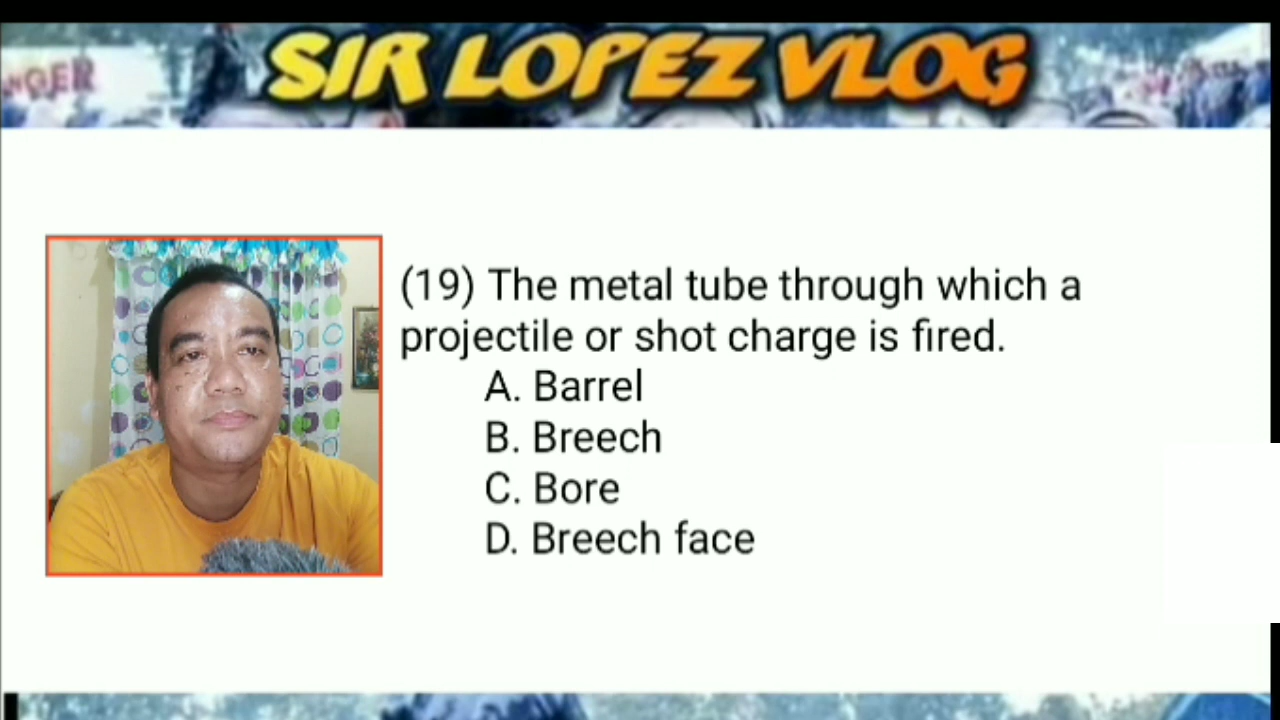 SIR LOPEZ VLOG
(19) The metal tube through which a
projectile or shot charge is fired.
A. Barrel
B. Breech
C. Bore
D. Breech face